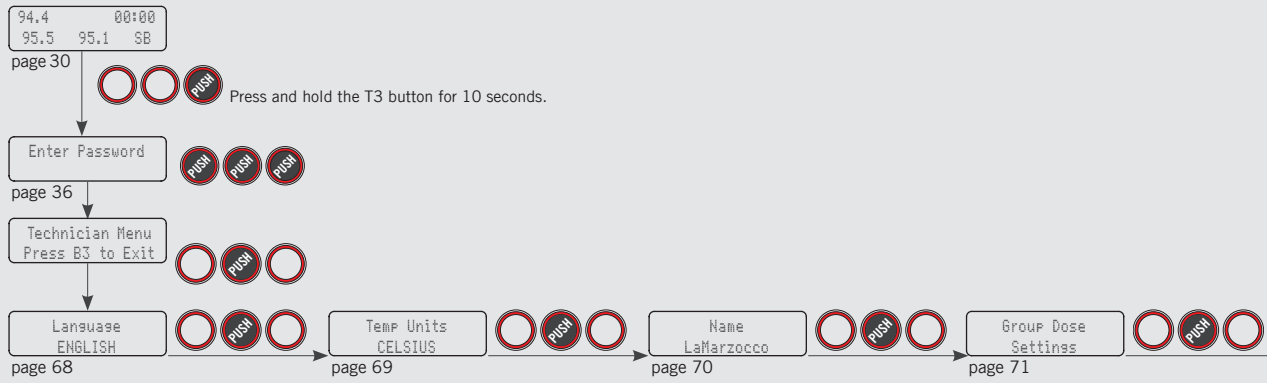 94.4 00:00
95.5 95.1 SB
page 30
PUSH
Press and hold the T3 button for 10 seconds.
Enter Password
PUSH PUSH PUSH
page 36
Technician Menu
Press B3 to Exit
PUSH
Language
ENGLISH
PUSH
page 68
Temp Units
CELSIUS
PUSH
page 69
Name
LaMarzocco
PUSH
page 70
Group Dose
Settings
PUSH
page 71